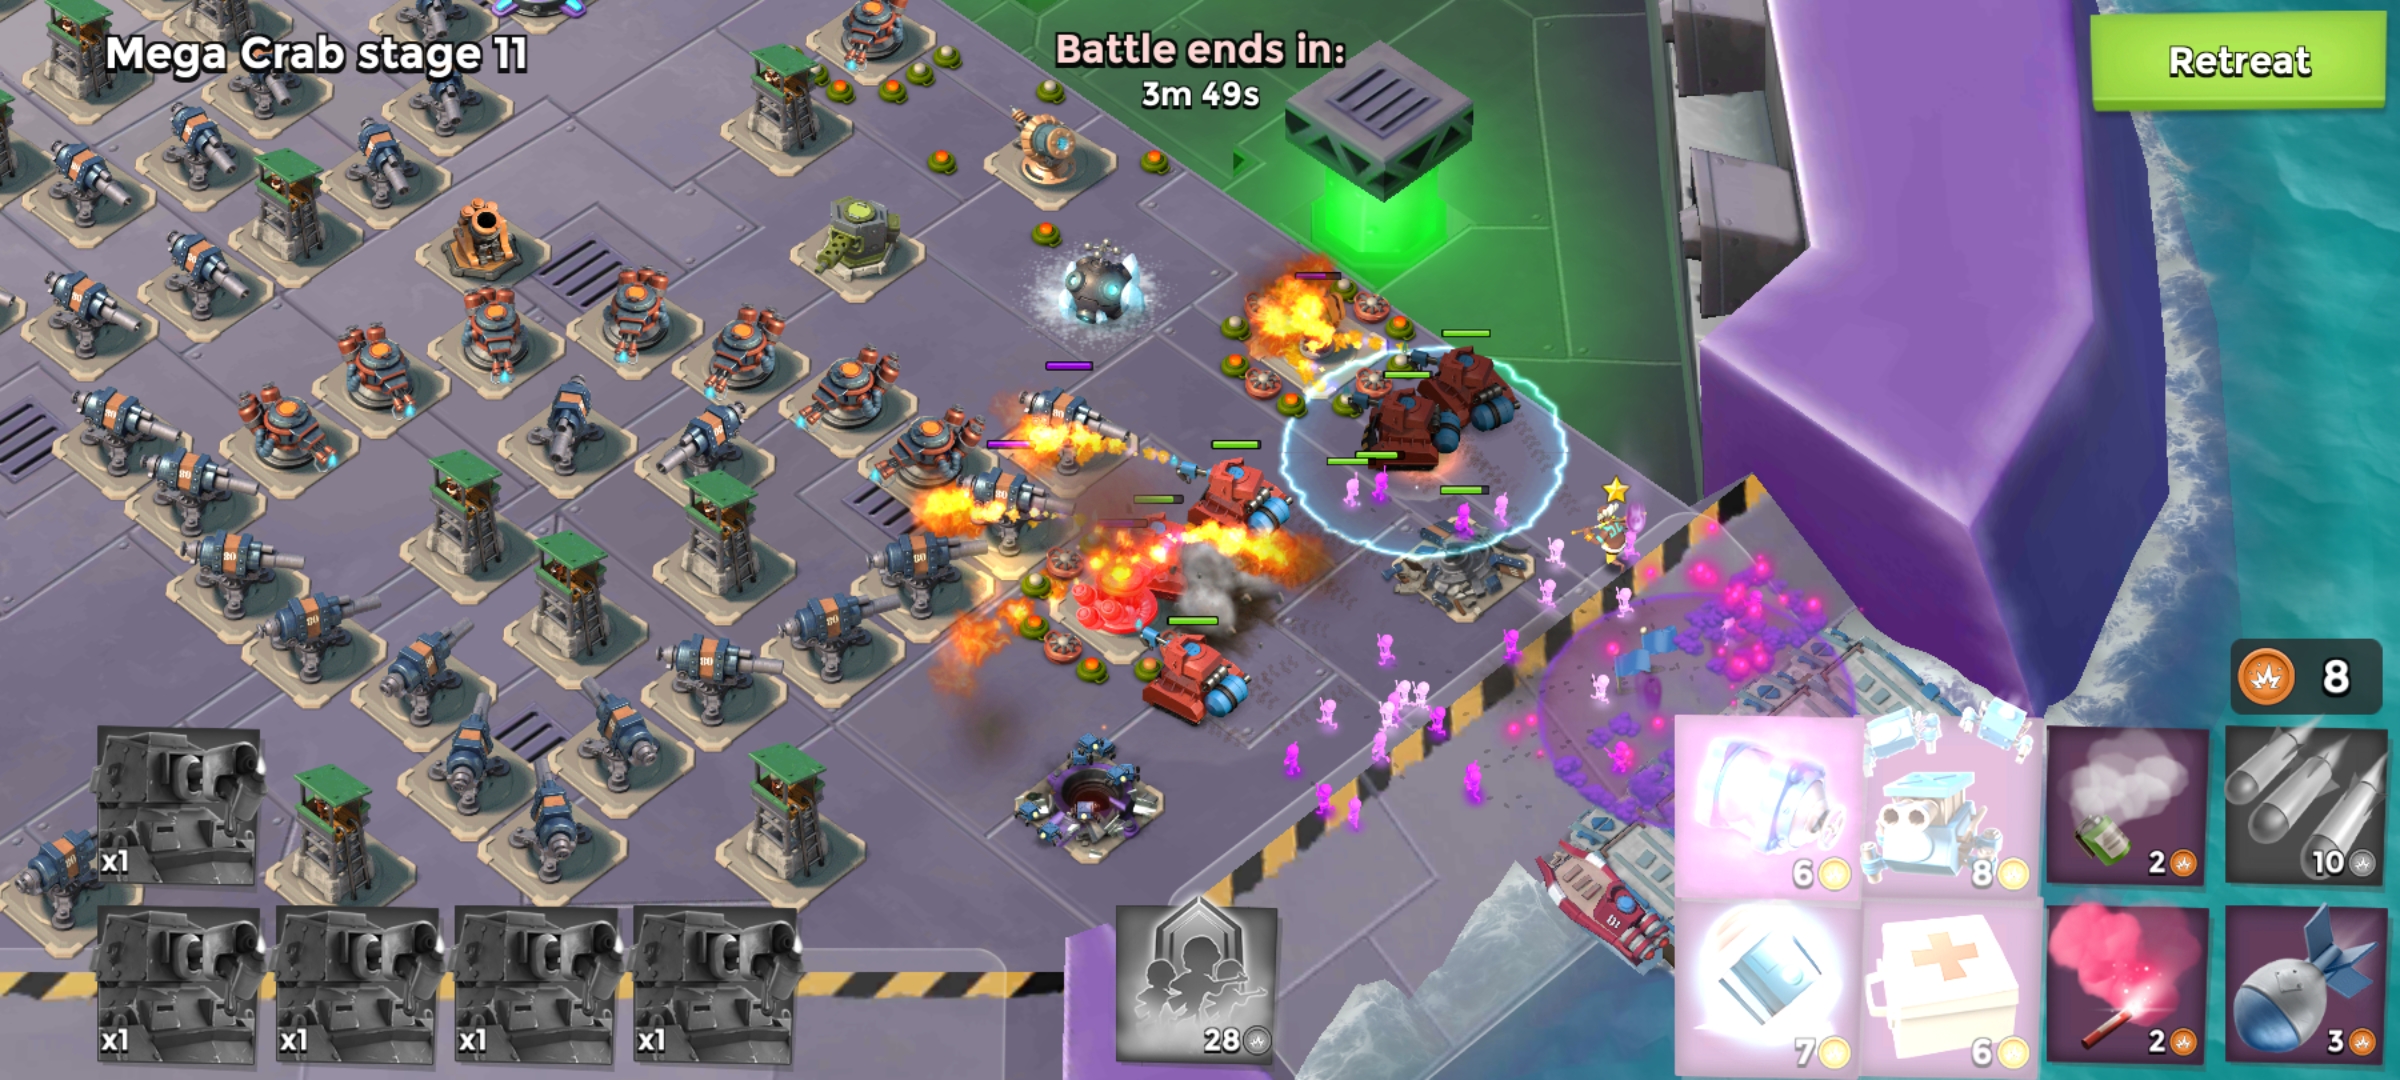 Mega Crab stage 11
Battle ends in:
3m 49s
Retreat
8
x1
6
8
2
10
x1
x1
x1
x1
28
7
6
2
3